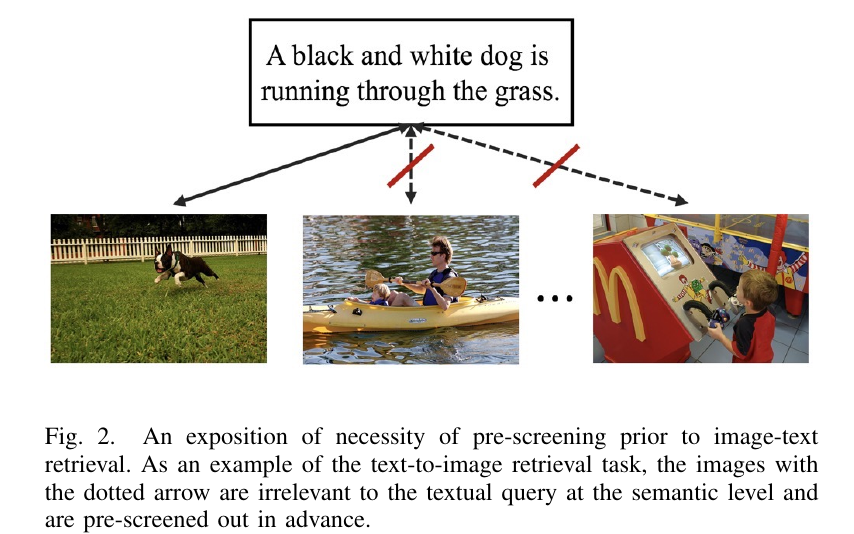 A black and white dog is
running through the grass.
Fig. 2. An exposition of necessity of pre-screening prior to image-text
retrieval. As an example of the text-to-image retrieval task, the images with
the dotted arrow are irrelevant to the textual query at the semantic level and
are pre-screened out in advance.